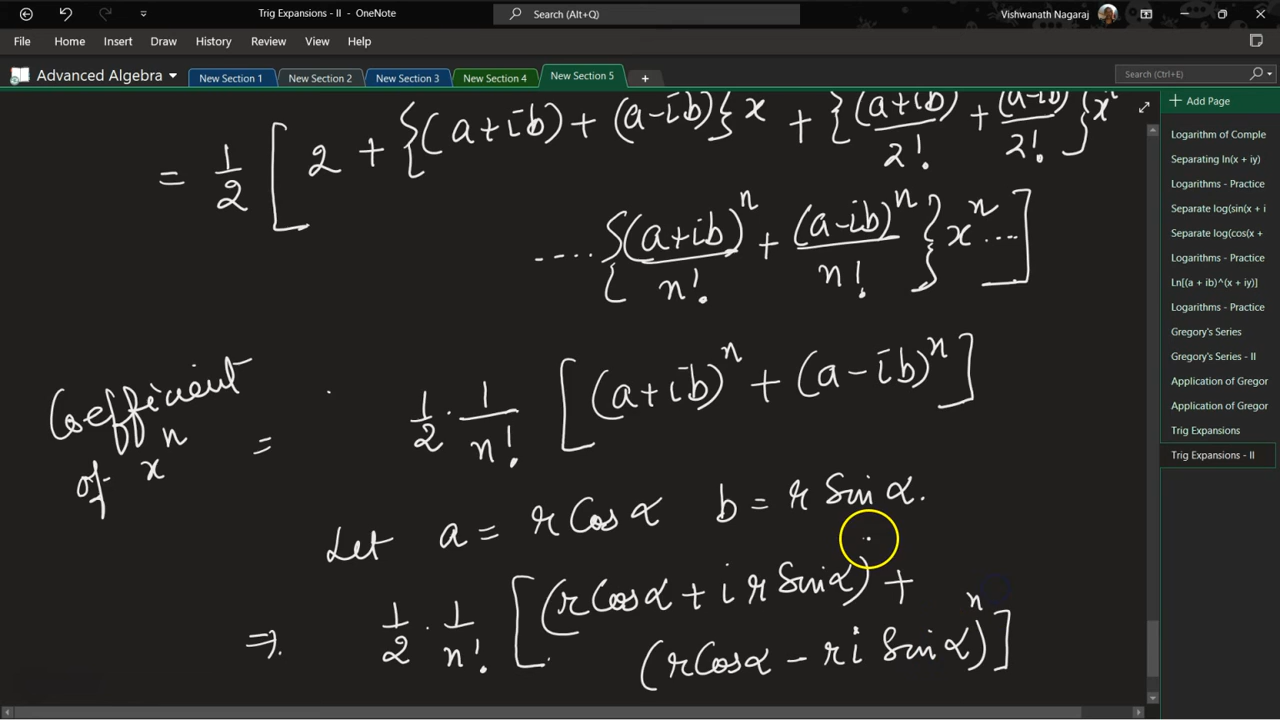 Trig Expansions - II - OneNote
Search (Alt+Q)
Vishwanath Nagaraj
File Home Insert Draw History Review View Help
Advanced Algebra
New Section 1 New Section 2 New Section 3 New Section 4 New Section 5 +
Search (Ctrl+E)
+ Add Page
Logarithm of Comple
Separating ln(x + iy)
Logarithms - Practice
Separate log(sin(x + i
Separate log(cos(x +
Logarithms - Practice
Ln[(a + ib)^(x + iy)]
Logarithms - Practice
Gregory's Series
Gregory's Series - II
Application of Gregor
Application of Gregor
Trig Expansions
Trig Expansions - II
= 1/2 [ 2 + {(a+ib) + (a-ib)} x + {(a+ib)/2! + (a-ib)/2!} x
.... {(a+ib)^n/n! + (a-ib)^n/n!} x^n ....]
Coefficient of x^n = 1/2 · 1/n! [(a+ib)^n + (a-ib)^n]
Let a = r Cos α b = r Sin α.
⇒ 1/2 · 1/n! [(r Cos α + i r Sin α) +
(r Cos α - r i Sin α)^n]